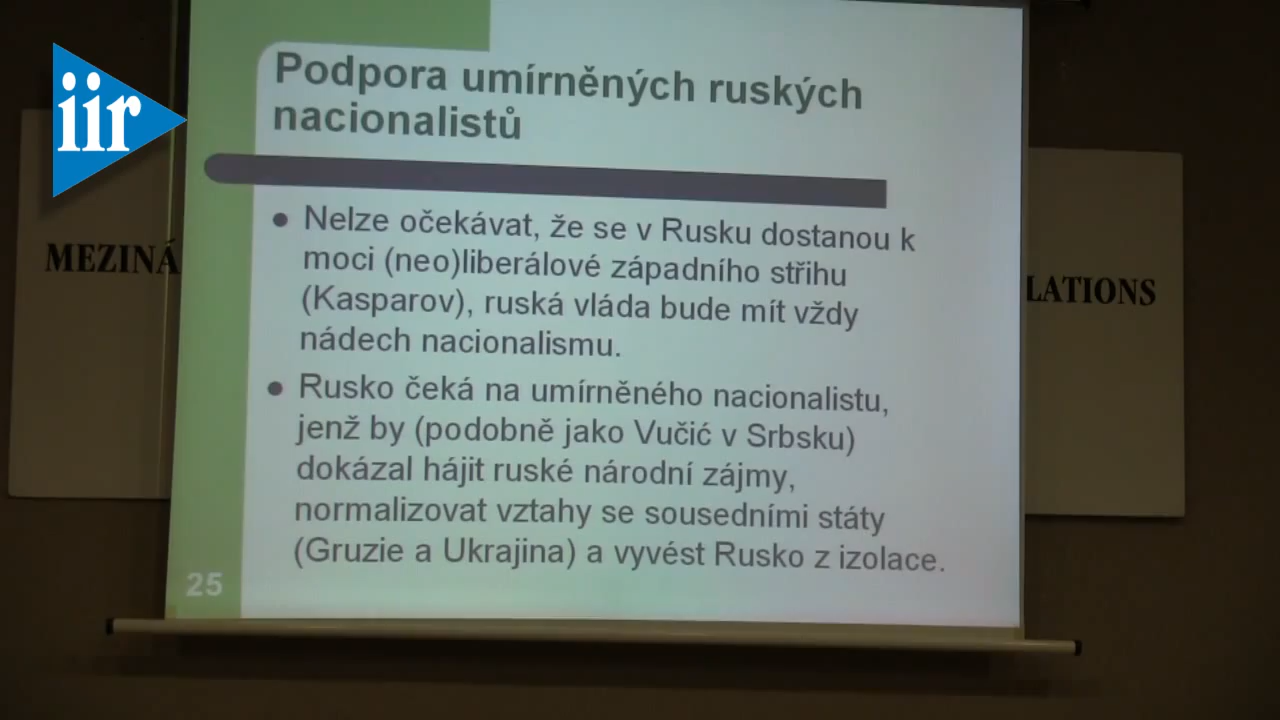 iir
Podpora umírněných ruských
nacionalistů
● Nelze očekávat, že se v Rusku dostanou k
moci (neo)liberálové západního střihu
(Kasparov), ruská vláda bude mít vždy
nádech nacionalismu.
● Rusko čeká na umírněného nacionalistu,
jenž by (podobně jako Vučić v Srbsku)
dokázal hájit ruské národní zájmy,
normalizovat vztahy se sousedními státy
(Gruzie a Ukrajina) a vyvést Rusko z izolace.
25
MEZINÁ
LATIONS